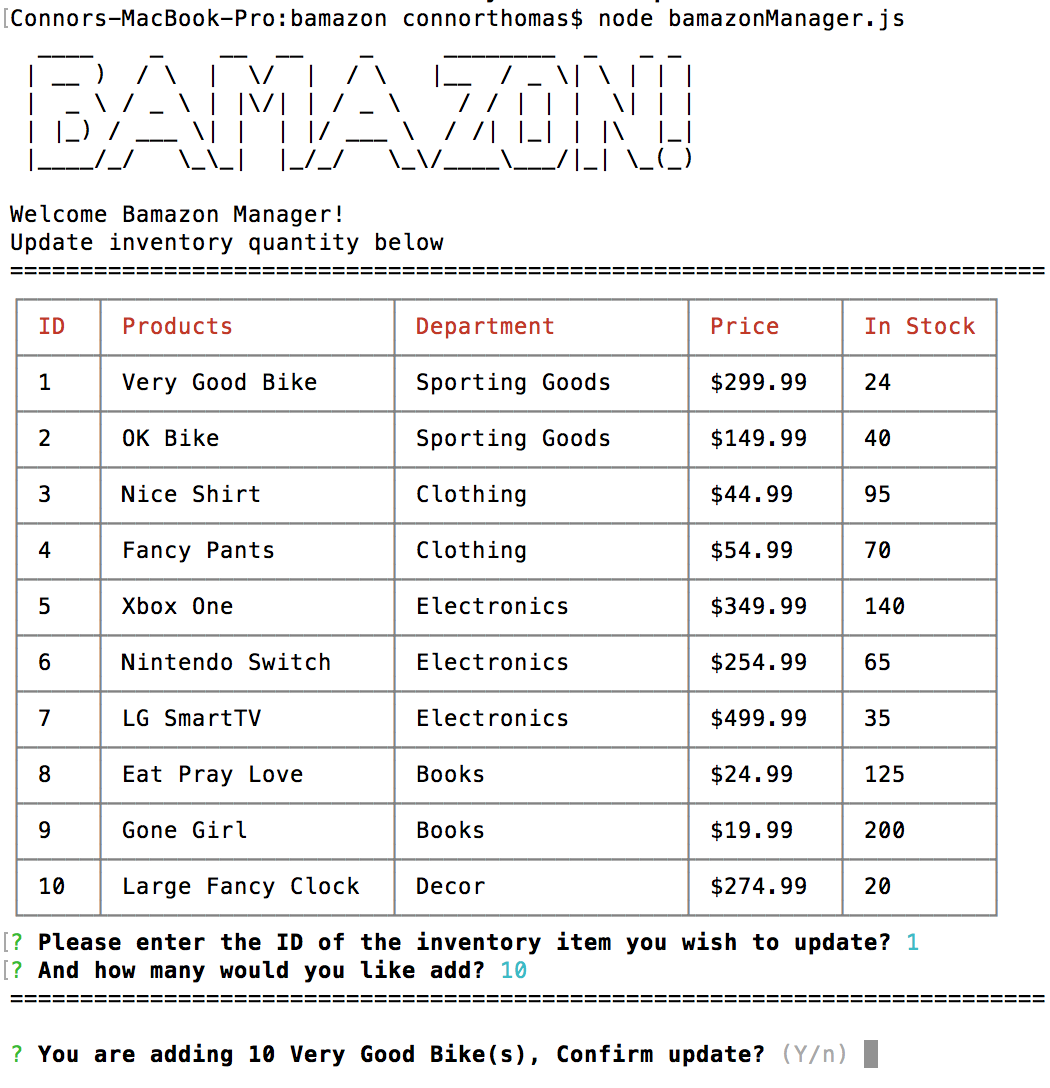 Connors-MacBook-Pro:bamazon connorthomas$ node bamazonManager.js
BAMAZON!
Welcome Bamazon Manager!
Update inventory quantity below
==========================================================================
ID Products Department Price In Stock
1 Very Good Bike Sporting Goods $299.99 24
2 OK Bike Sporting Goods $149.99 40
3 Nice Shirt Clothing $44.99 95
4 Fancy Pants Clothing $54.99 70
5 Xbox One Electronics $349.99 140
6 Nintendo Switch Electronics $254.99 65
7 LG SmartTV Electronics $499.99 35
8 Eat Pray Love Books $24.99 125
9 Gone Girl Books $19.99 200
10 Large Fancy Clock Decor $274.99 20
? Please enter the ID of the inventory item you wish to update? 1
? And how many would you like add? 10
==========================================================================
? You are adding 10 Very Good Bike(s), Confirm update? (Y/n)